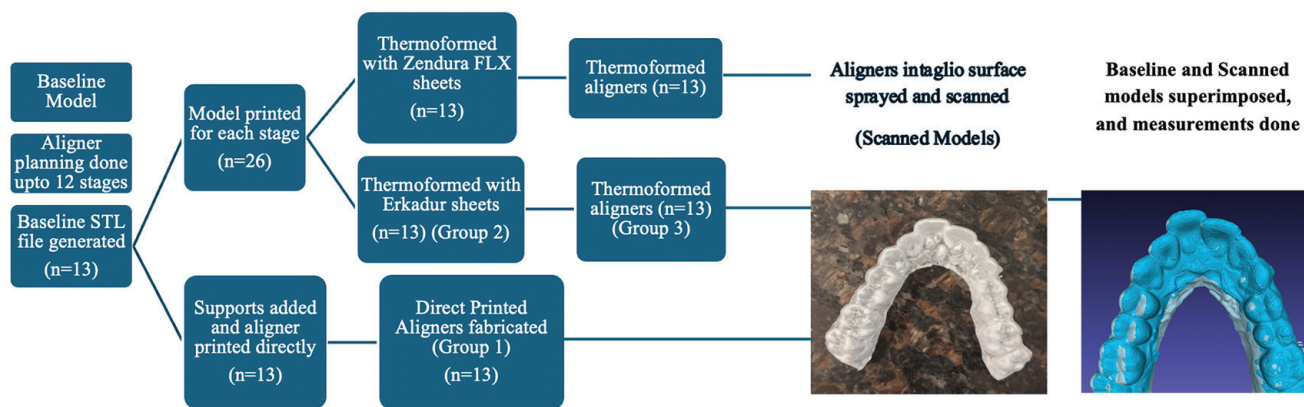 Baseline
Model
Aligner
planning done
upto 12 stages
Baseline STL
file generated
(n=13)
Model printed
for each stage
(n=26)
Supports added
and aligner
printed directly
(n=13)
Thermoformed
with Zendura FLX
sheets
(n=13)
Thermoformed with
Erkadur sheets
(n=13) (Group 2)
Direct Printed
Aligners fabricated
(Group 1)
(n=13)
Thermoformed
aligners (n=13)
Thermoformed
aligners (n=13)
(Group 3)
Aligners intaglio surface
sprayed and scanned
(Scanned Models)
Baseline and Scanned
models superimposed,
and measurements done